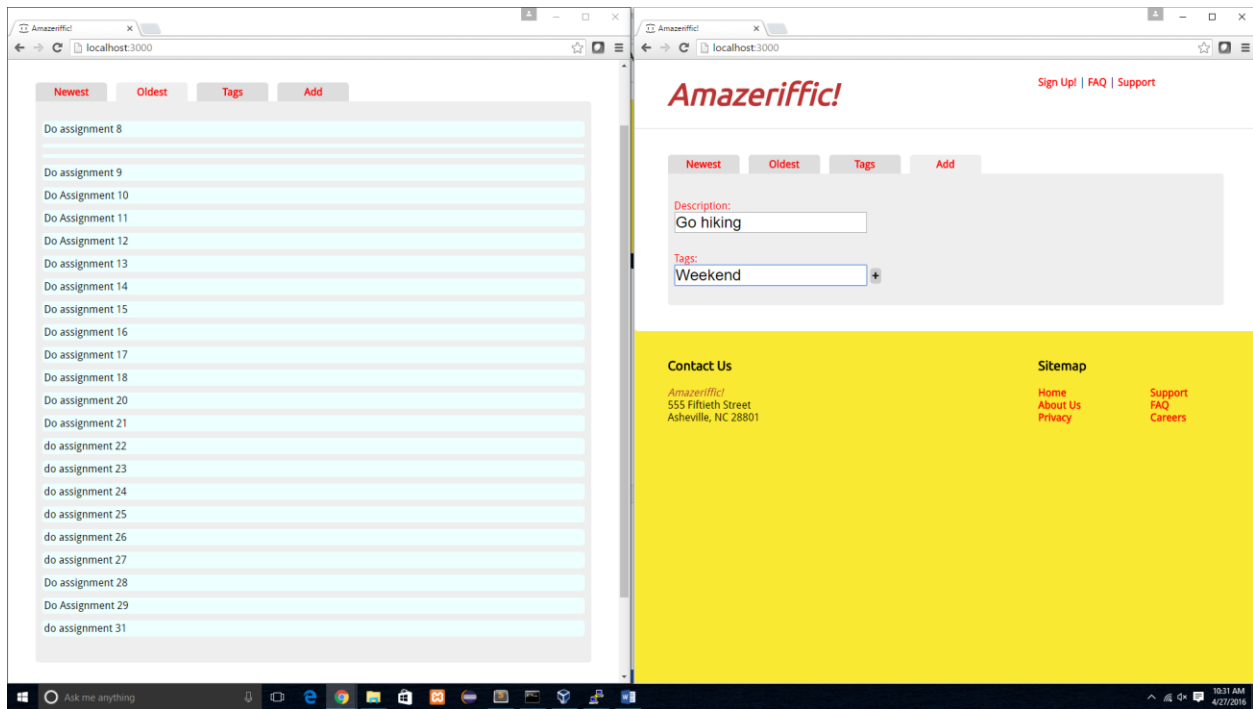 Amazeriffic!
localhost:3000
Newest Oldest Tags Add
Do assignment 8
Do assignment 9
Do Assignment 10
Do Assignment 11
Do Assignment 12
Do assignment 13
Do assignment 14
Do assignment 15
Do assignment 16
Do assignment 17
Do assignment 18
Do assignment 20
Do assignment 21
do assignment 22
do assignment 23
do assignment 24
do assignment 25
do assignment 26
do assignment 27
Do assignment 28
Do Assignment 29
do assignment 31
Amazeriffic!
localhost:3000
Amazeriffic!
Sign Up! | FAQ | Support
Newest Oldest Tags Add
Description:
Go hiking
Tags:
Weekend
+
Contact Us
Amazeriffic!
555 Fiftieth Street
Asheville, NC 28801
Sitemap
Home Support
About Us FAQ
Privacy Careers
Ask me anything
10:31 AM
4/27/2016